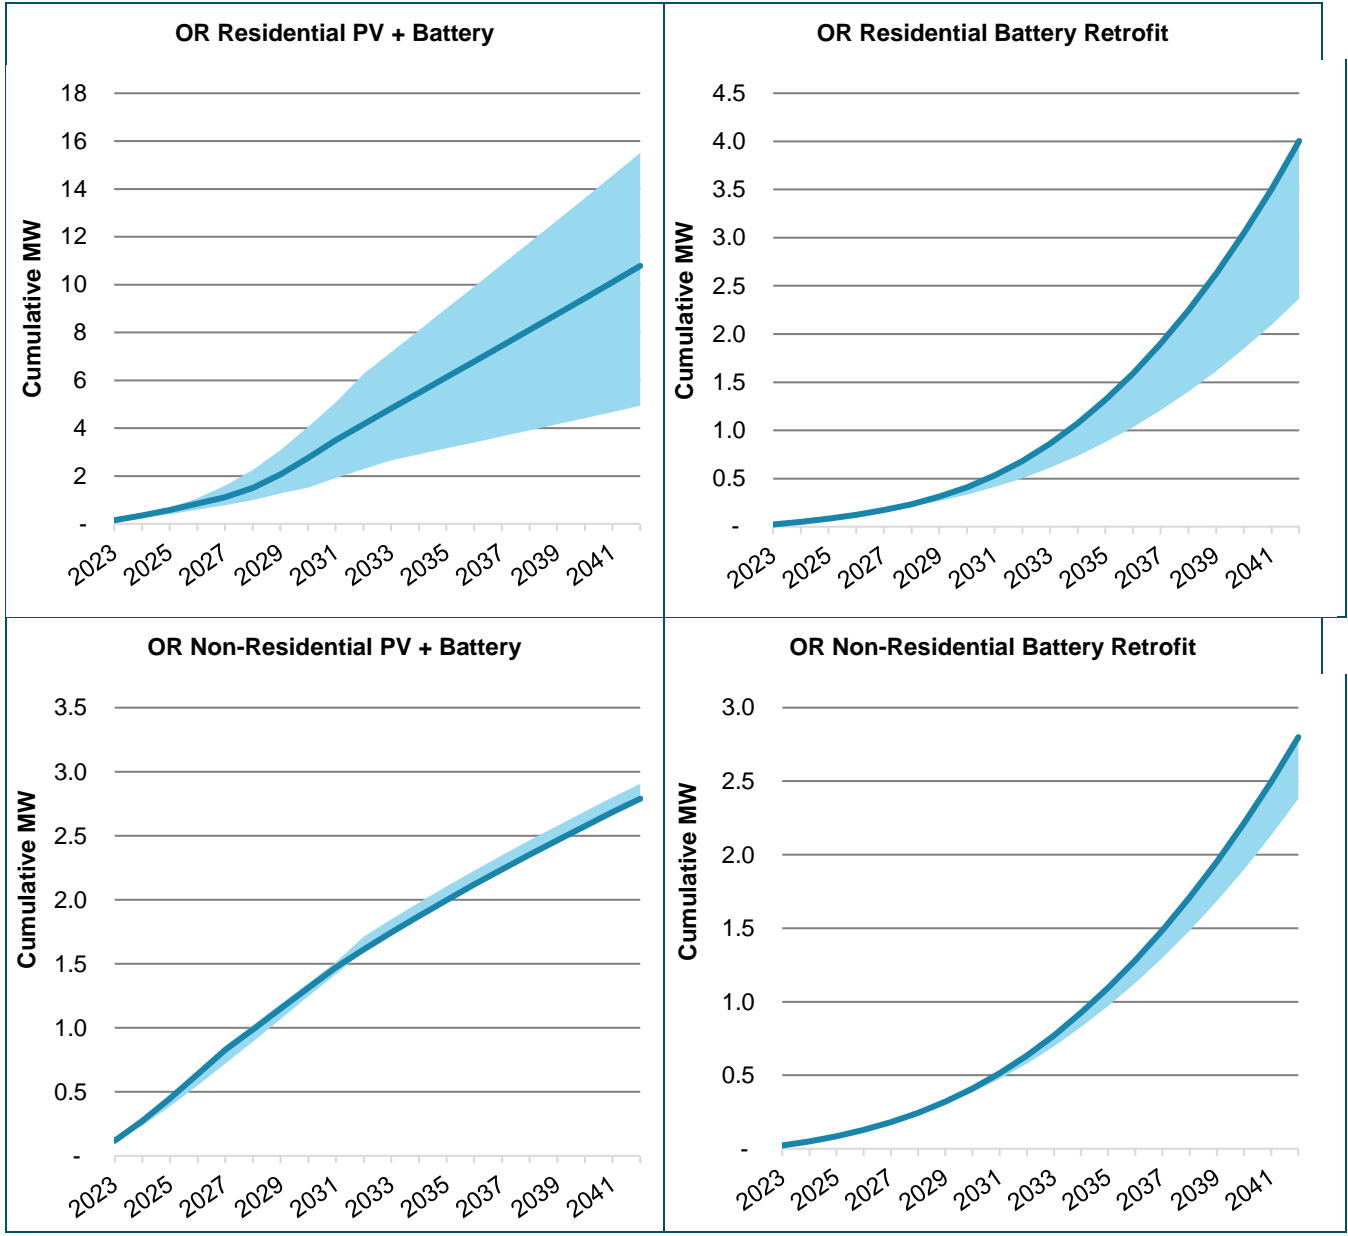 OR Residential PV + Battery
Cumulative MW
18
16
14
12
10
8
6
4
2
-
2023 2025 2027 2029 2031 2033 2035 2037 2039 2041
OR Residential Battery Retrofit
Cumulative MW
4.5
4.0
3.5
3.0
2.5
2.0
1.5
1.0
0.5
-
2023 2025 2027 2029 2031 2033 2035 2037 2039 2041
OR Non-Residential PV + Battery
Cumulative MW
3.5
3.0
2.5
2.0
1.5
1.0
0.5
-
2023 2025 2027 2029 2031 2033 2035 2037 2039 2041
OR Non-Residential Battery Retrofit
Cumulative MW
3.0
2.5
2.0
1.5
1.0
0.5
-
2023 2025 2027 2029 2031 2033 2035 2037 2039 2041